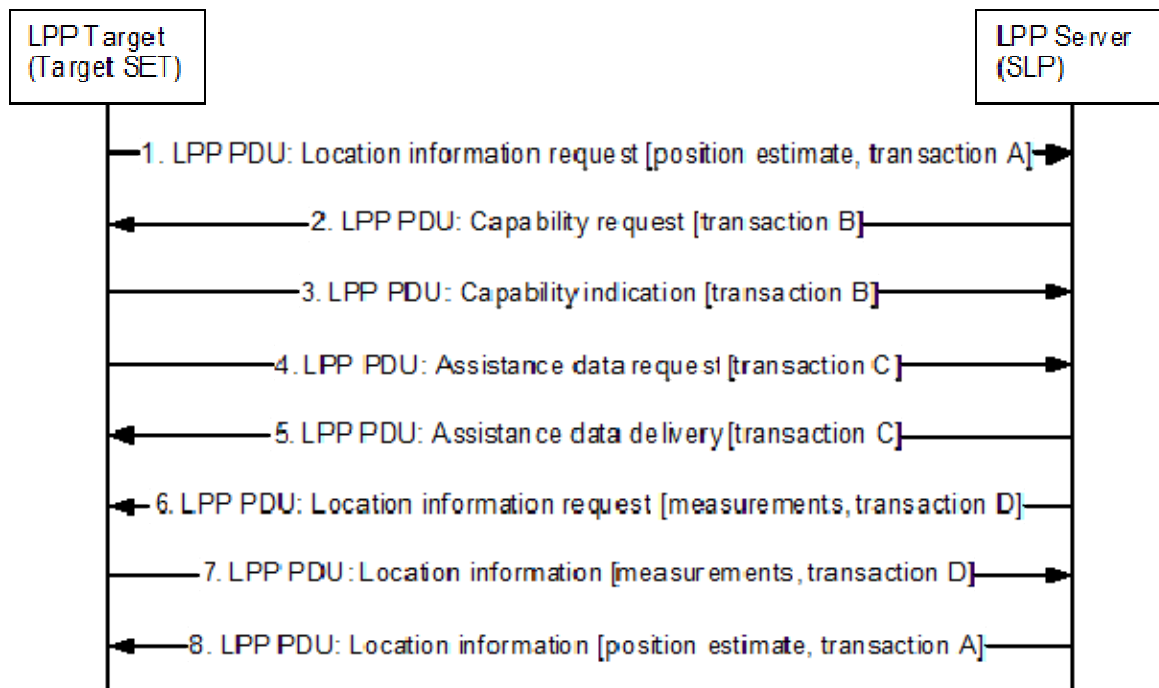 LPP Target
(Target SET)
LPP Server
(SLP)
1. LPP PDU: Location information request [position estimate, transaction A]
2. LPP PDU: Capability request [transaction B]
3. LPP PDU: Capability indication [transaction B]
4. LPP PDU: Assistance data request [transaction C]
5. LPP PDU: Assistance data delivery [transaction C]
6. LPP PDU: Location information request [measurements, transaction D]
7. LPP PDU: Location information [measurements, transaction D]
8. LPP PDU: Location information [position estimate, transaction A]